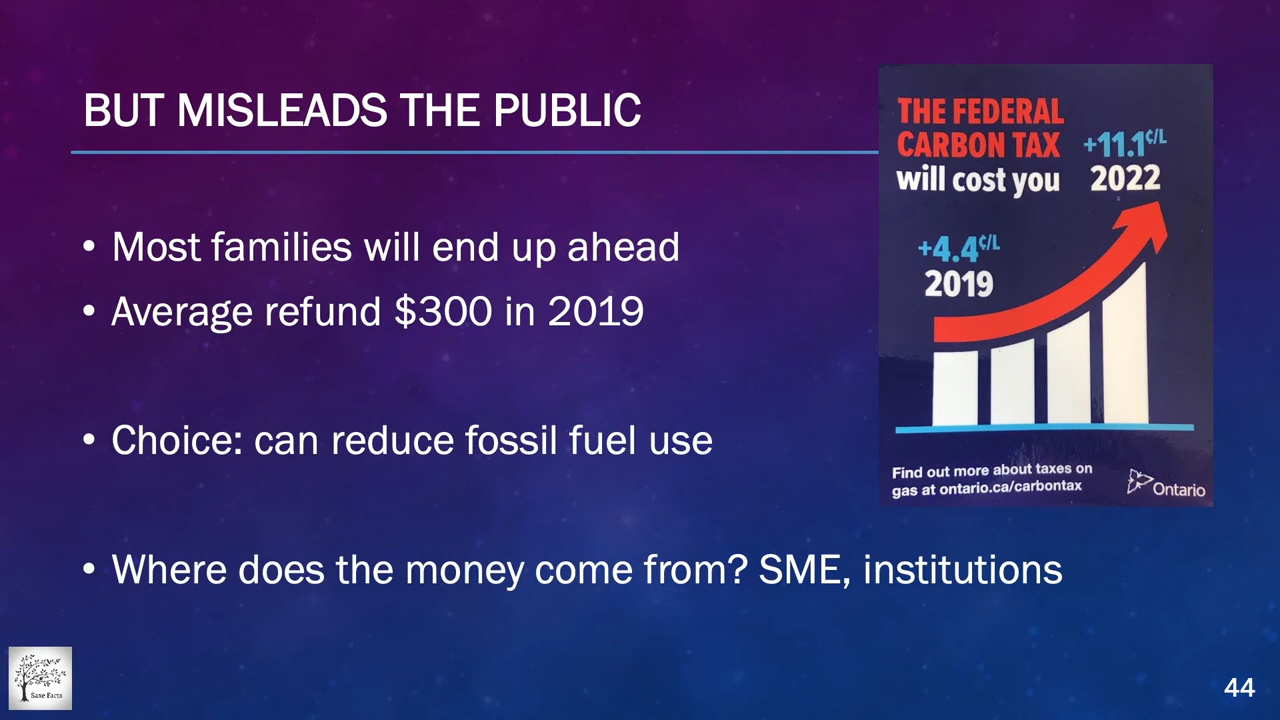 BUT MISLEADS THE PUBLIC
• Most families will end up ahead
• Average refund $300 in 2019
• Choice: can reduce fossil fuel use
• Where does the money come from? SME, institutions
THE FEDERAL
CARBON TAX
will cost you
+11.1¢/L
2022
+4.4¢/L
2019
Find out more about taxes on
gas at ontario.ca/carbontax
Ontario
Saxe Facts
44